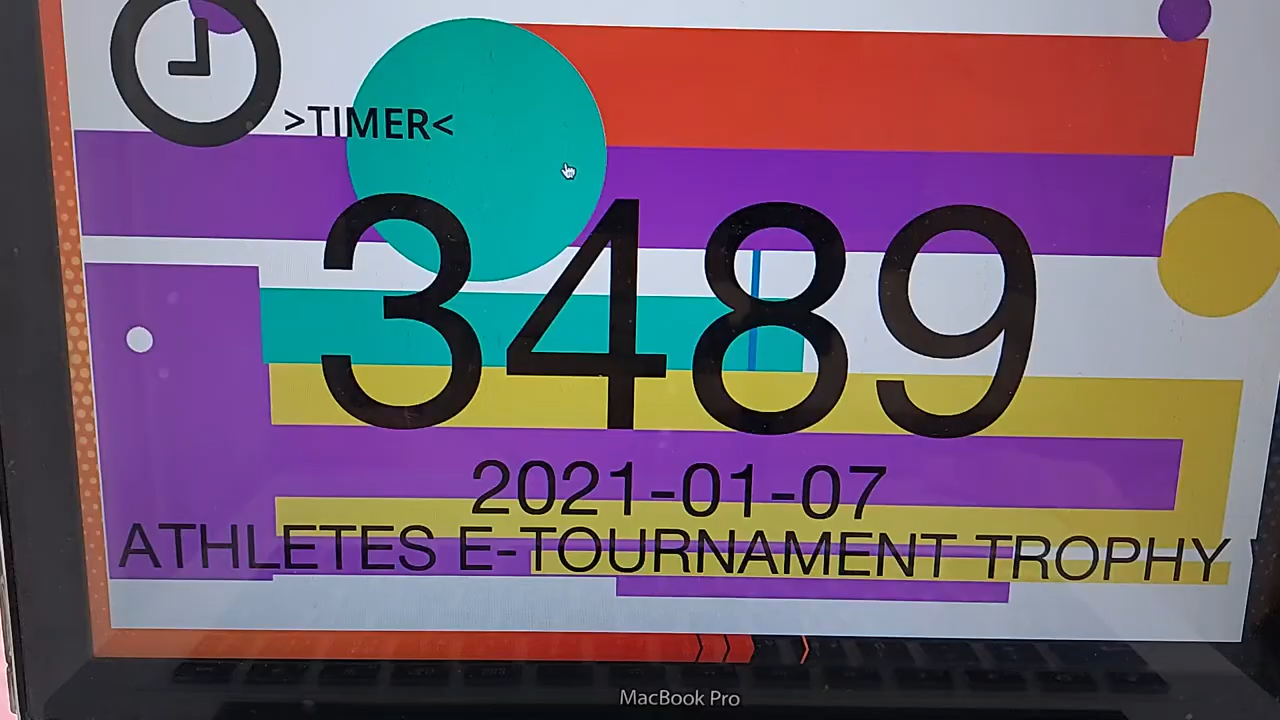 >TIMER<
3489
2021-01-07
ATHLETES E-TOURNAMENT TROPHY
MacBook Pro